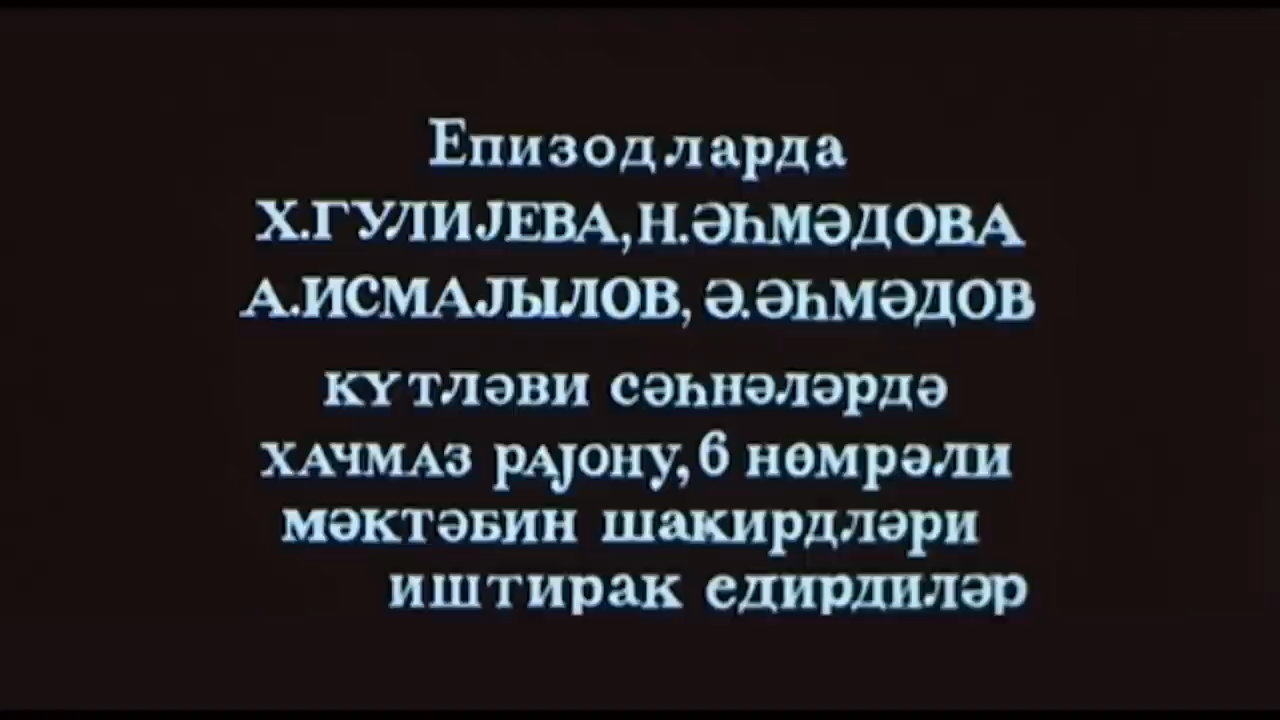 Епизодларда
Х.ГУЛИЈЕВА, Н.ӘҺМӘДОВА
А.ИСМАЈЫЛОВ, Ә.ӘҺМӘДОВ
күтләви сәһнәләрдә
хачмаз рајону, 6 нөмрәли
мәктәбин шакирдләри
иштирак едирдиләр